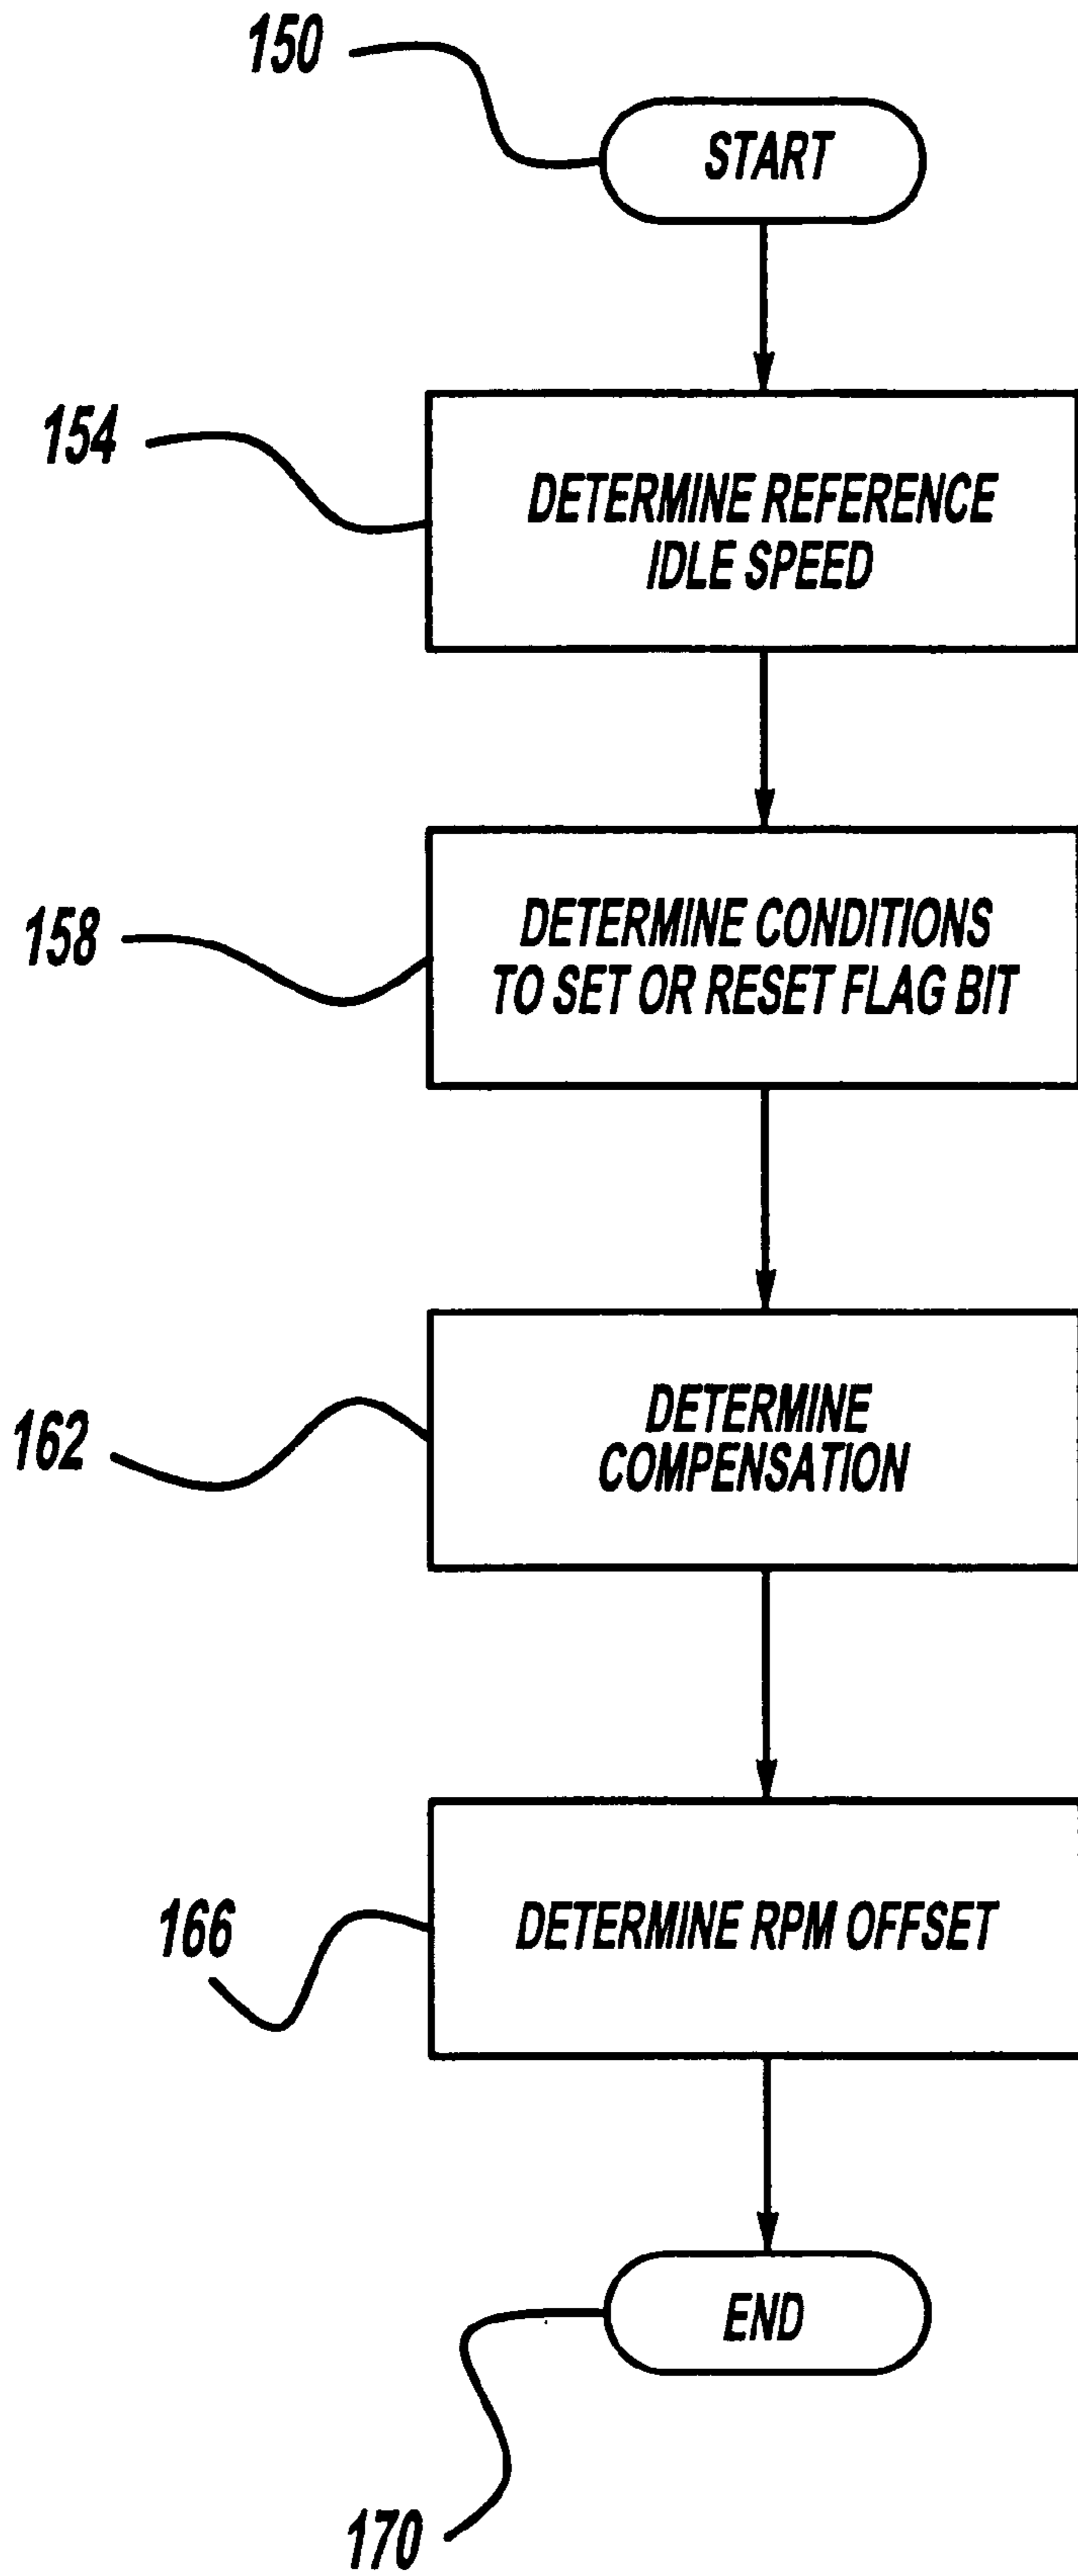 150
START
154
DETERMINE REFERENCE
IDLE SPEED
158
DETERMINE CONDITIONS
TO SET OR RESET FLAG BIT
162
DETERMINE
COMPENSATION
166
DETERMINE RPM OFFSET
END
170